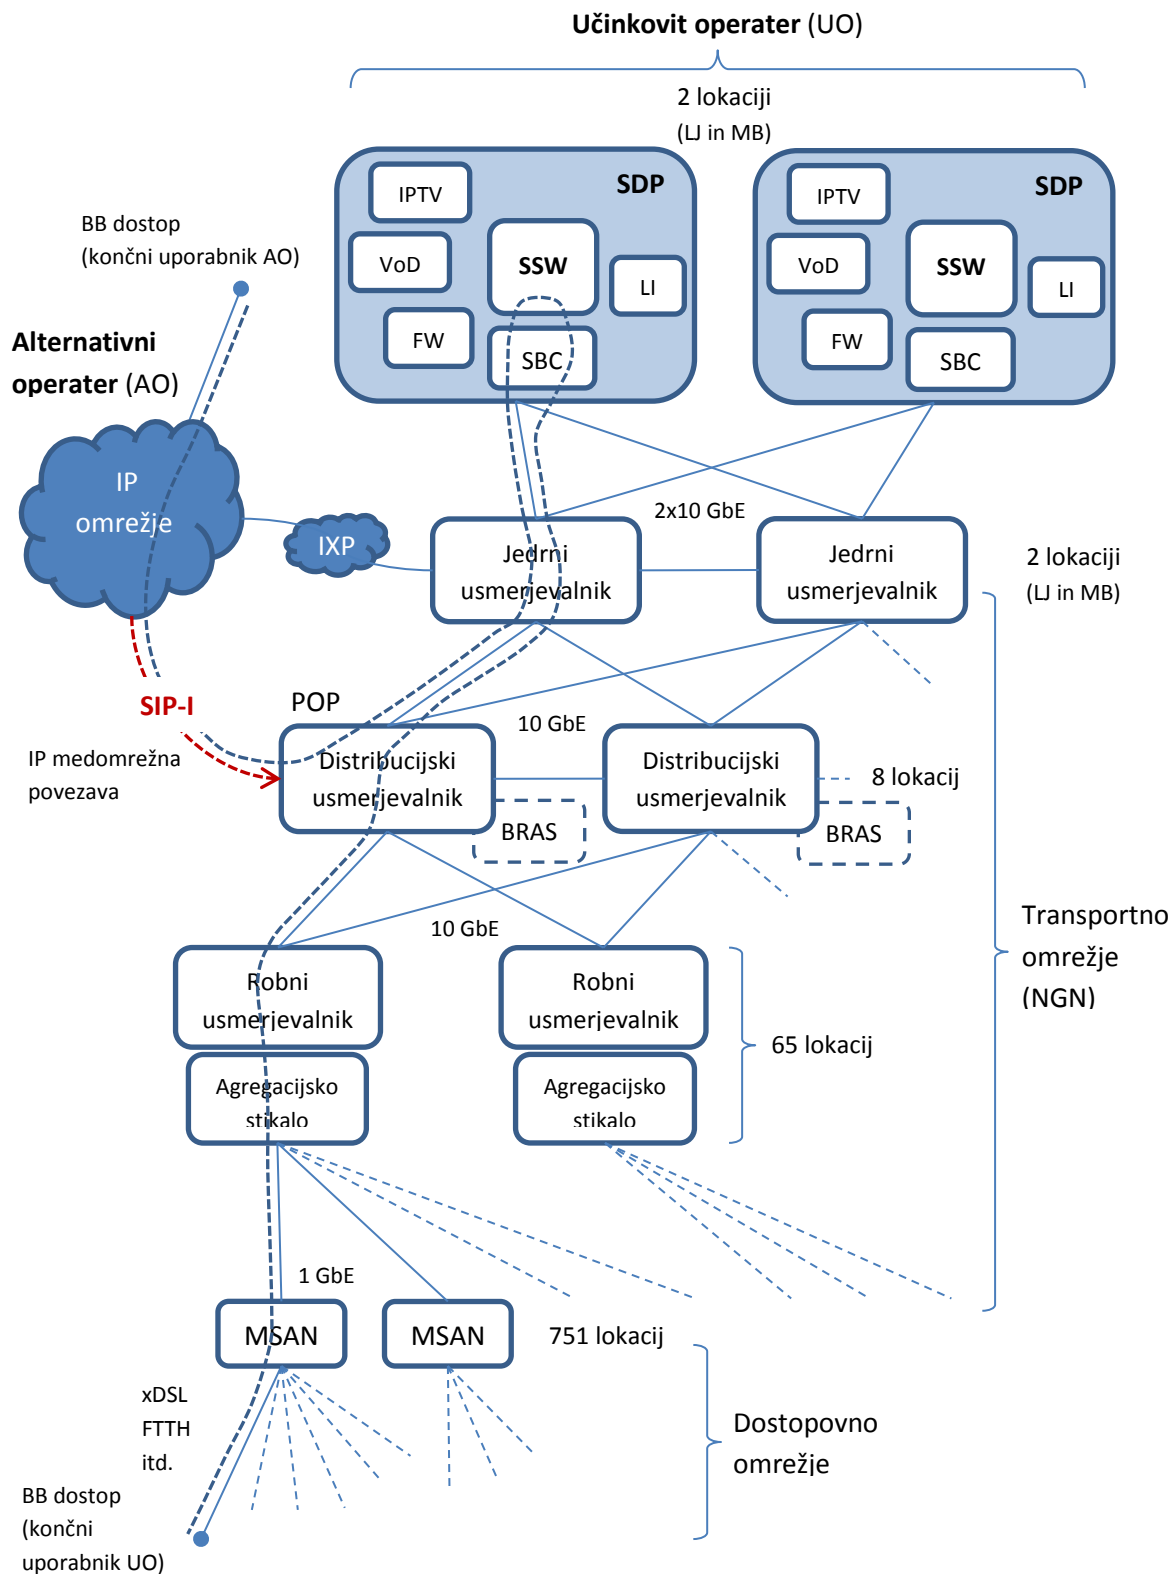 Učinkovit operater (UO)
2 lokaciji
(LJ in MB)
SDP
IPTV
VoD
SSW
LI
FW
SBC
SDP
IPTV
VoD
SSW
LI
FW
SBC
BB dostop
(končni uporabnik AO)
Alternativni
operater (AO)
IP
omrežje
IXP
2x10 GbE
Jedrni
usmerjevalnik
Jedrni
usmerjevalnik
2 lokaciji
(LJ in MB)
SIP-I
IP medomrežna
povezava
POP
10 GbE
Distribucijski
usmerjevalnik
Distribucijski
usmerjevalnik
8 lokacij
BRAS
BRAS
10 GbE
Robni
usmerjevalnik
Robni
usmerjevalnik
Agregacijsko
stikalo
Agregacijsko
stikalo
65 lokacij
Transportno
omrežje
(NGN)
1 GbE
MSAN
MSAN
751 lokacij
xDSL
FTTH
itd.
Dostopovno
omrežje
BB dostop
(končni
uporabnik UO)